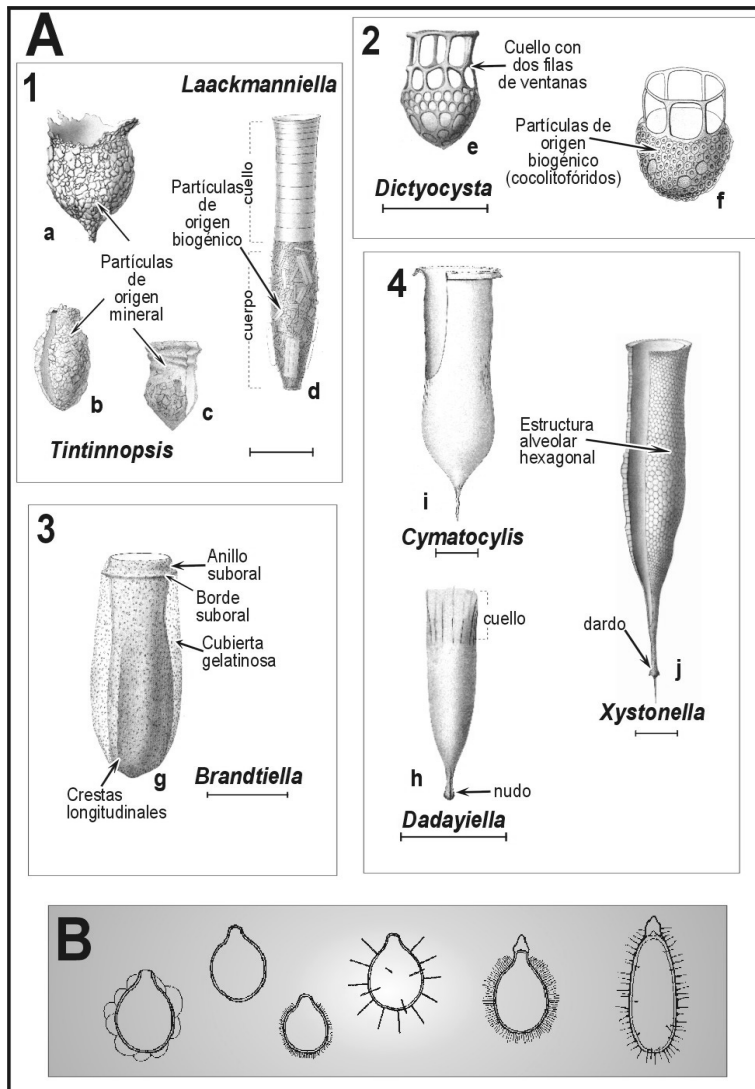 A
1
Laackmanniella
a
Partículas
de
origen
biogénico
cuello
cuerpo
Partículas
de
origen
mineral
b
c
d
Tintinnopsis
2
Cuello con
dos filas
de ventanas
e
Partículas de
origen
biogénico
(cocolitofóridos)
f
Dictyocysta
3
Anillo
suboral
Borde
suboral
Cubierta
gelatinosa
g
Brandtiella
Crestas
longitudinales
4
Estructura
alveolar
hexagonal
i
Cymatocylis
cuello
dardo
j
Xystonella
h
nudo
Dadayiella
B